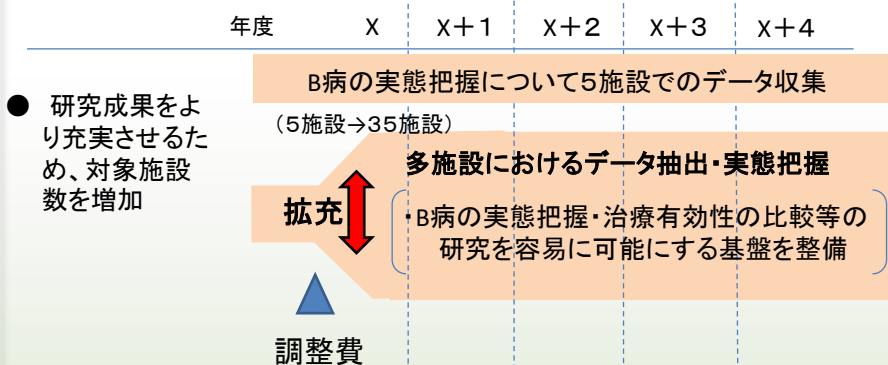 年度 X X+1 X+2 X+3 X+4
B病の実態把握について5施設でのデータ収集
● 研究成果をよ
り充実させるた
め、対象施設
数を増加
(5施設→35施設)
多施設におけるデータ抽出・実態把握
拡充
・B病の実態把握・治療有効性の比較等の
研究を容易に可能にする基盤を整備
調整費